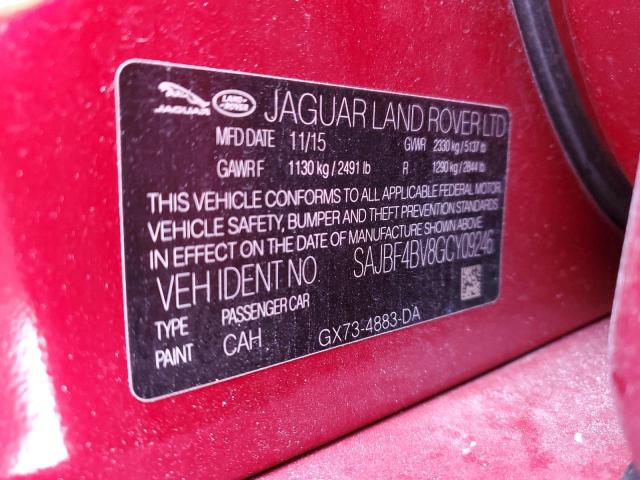 JAGUAR LAND ROVER JAGUAR LAND ROVER LTD
MFD DATE 11/15 GVWR 2330 kg / 5137 lb
GAWR F 1130 kg / 2491 lb R 1290 kg / 2844 lb
THIS VEHICLE CONFORMS TO ALL APPLICABLE FEDERAL MOTOR
VEHICLE SAFETY, BUMPER AND THEFT PREVENTION STANDARDS
IN EFFECT ON THE DATE OF MANUFACTURE SHOWN ABOVE
VEH IDENT NO SAJBF4BV8GCY09246
TYPE PASSENGER CAR
PAINT CAH GX73-4883-DA